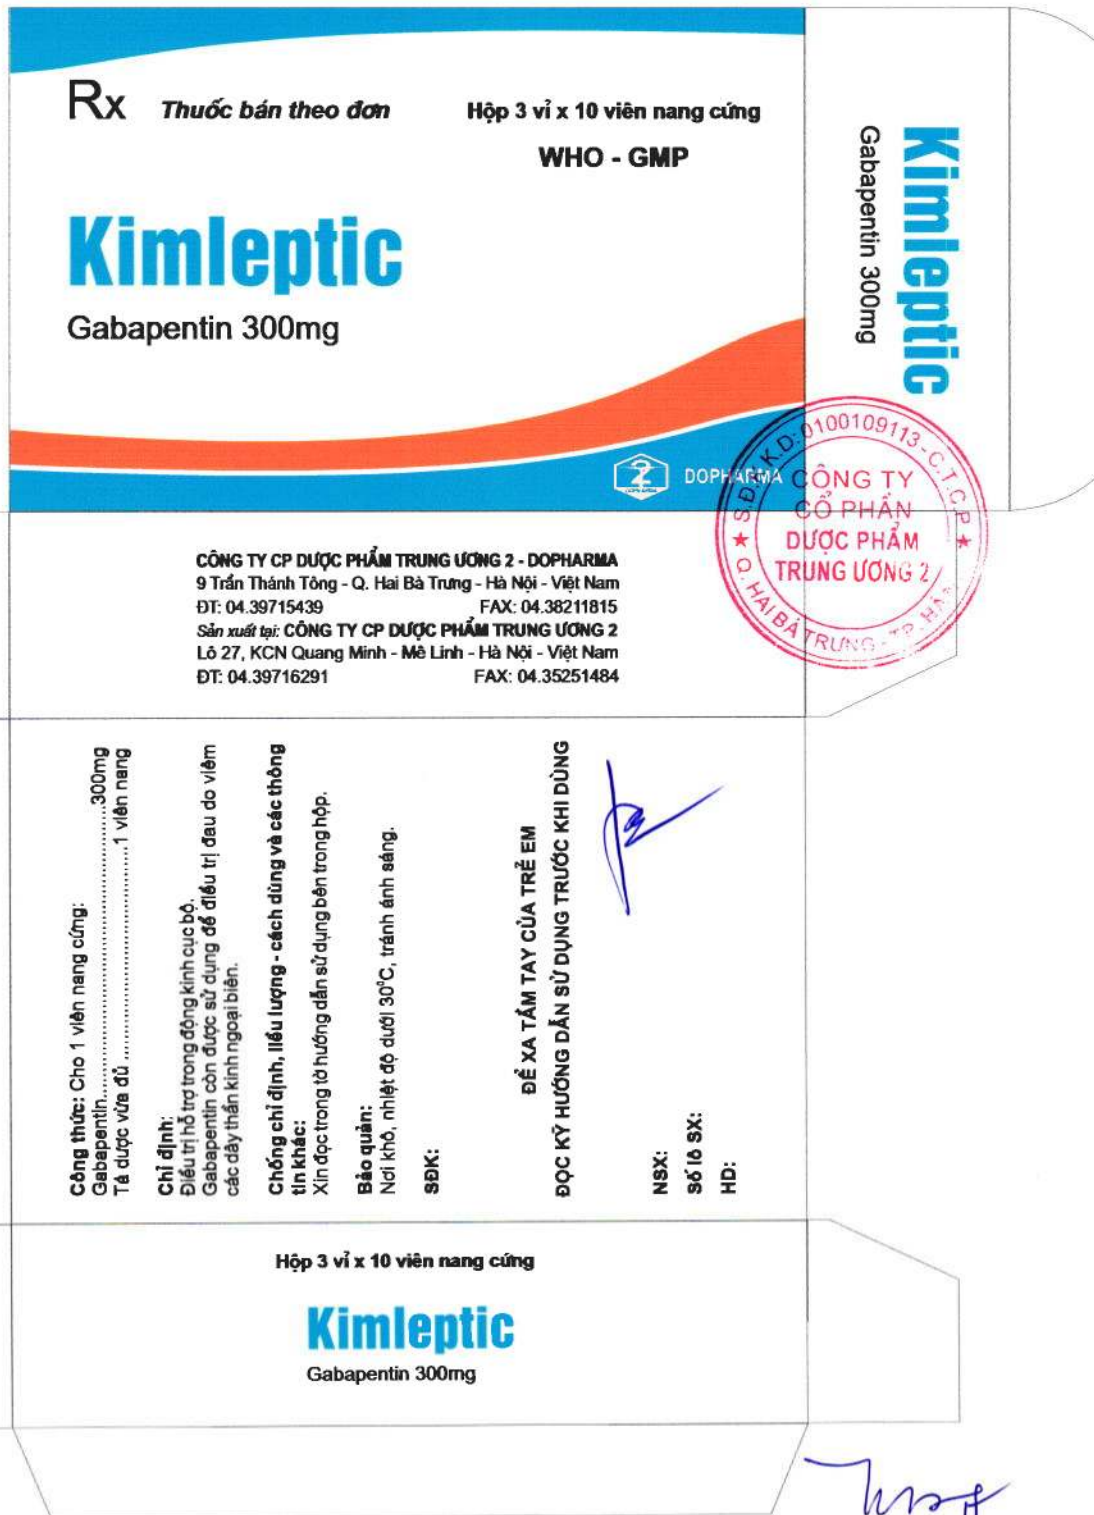 Rx Thuốc bán theo đơn
Hộp 3 vỉ x 10 viên nang cứng
WHO - GMP
Kimleptic
Gabapentin 300mg
2
DOPHARMA
Kimleptic
Gabapentin 300mg
S.Đ.K.K.D: 0100109113 - C.T.C.P
CÔNG TY
CỔ PHẦN
DƯỢC PHẨM
TRUNG ƯƠNG 2
Q. HAI BÀ TRƯNG - TP. HÀ
CÔNG TY CP DƯỢC PHẨM TRUNG ƯƠNG 2 - DOPHARMA
9 Trần Thánh Tông - Q. Hai Bà Trưng - Hà Nội - Việt Nam
ĐT: 04.39715439 FAX: 04.38211815
Sản xuất tại: CÔNG TY CP DƯỢC PHẨM TRUNG ƯƠNG 2
Lô 27, KCN Quang Minh - Mê Linh - Hà Nội - Việt Nam
ĐT: 04.39716291 FAX: 04.35251484
Công thức: Cho 1 viên nang cứng:
Gabapentin............................................300mg
Tá dược vừa đủ ....................................1 viên nang
Chỉ định:
Điều trị hỗ trợ trong động kinh cục bộ.
Gabapentin còn được sử dụng để điều trị đau do viêm
các dây thần kinh ngoại biên.
Chống chỉ định, liều lượng - cách dùng và các thông
tin khác:
Xin đọc trong tờ hướng dẫn sử dụng bên trong hộp.
Bảo quản:
Nơi khô, nhiệt độ dưới 30°C, tránh ánh sáng.
SĐK:
ĐỂ XA TẦM TAY CỦA TRẺ EM
ĐỌC KỸ HƯỚNG DẪN SỬ DỤNG TRƯỚC KHI DÙNG
NSX:
Số lô SX:
HD:
Hộp 3 vỉ x 10 viên nang cứng
Kimleptic
Gabapentin 300mg